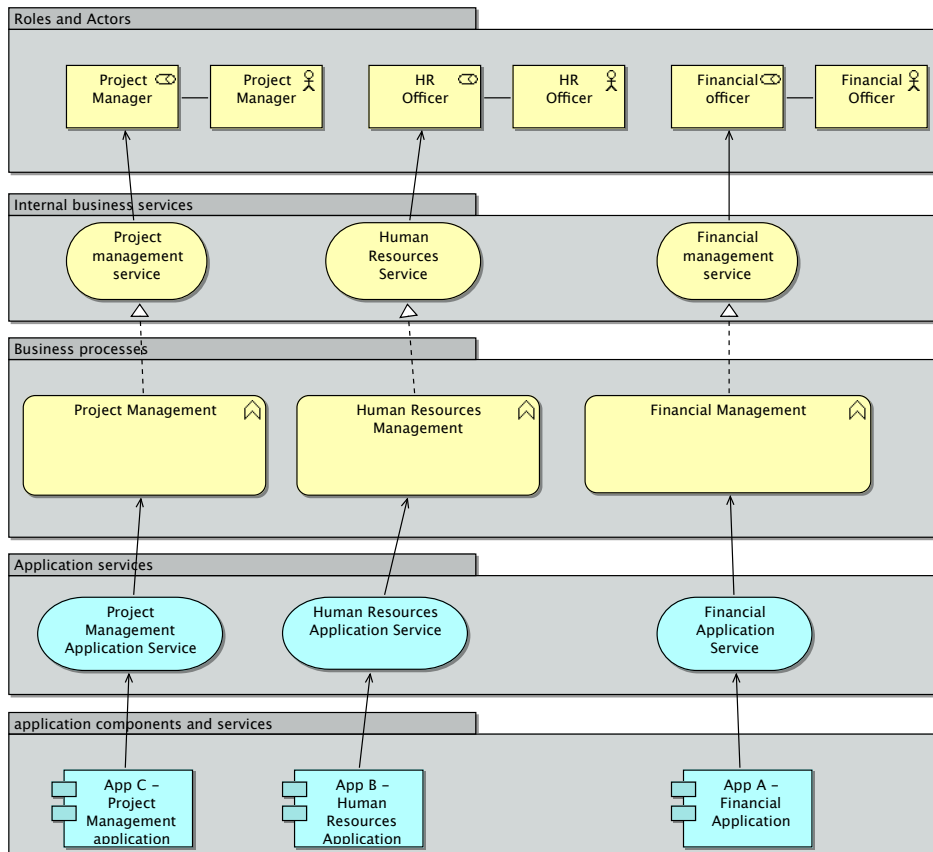 Roles and Actors
Project
Manager
Project
Manager
HR
Officer
HR
Officer
Financial
officer
Financial
Officer
Internal business services
Project
management
service
Human
Resources
Service
Financial
management
service
Business processes
Project Management
Human Resources
Management
Financial Management
Application services
Project
Management
Application Service
Human Resources
Application Service
Financial
Application
Service
application components and services
App C –
Project
Management
application
App B –
Human
Resources
Application
App A –
Financial
Application